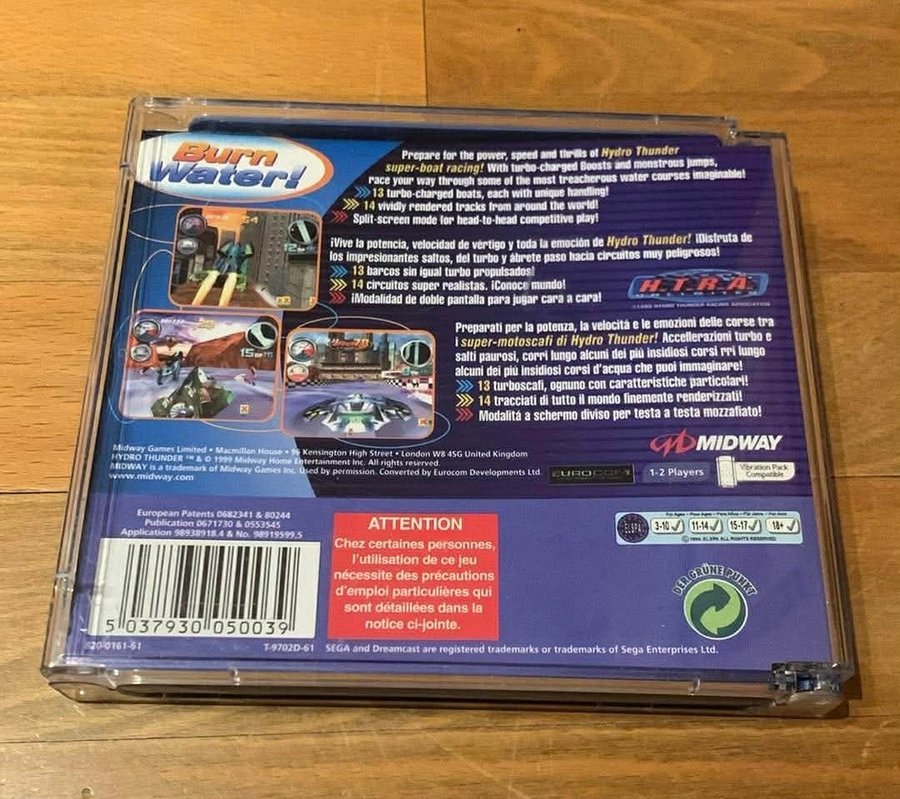 Burn
Water!
Prepare for the power, speed and thrills of Hydro Thunder
super-boat racing! With turbo-charged Boosts and monstrous jumps,
race your way through some of the most treacherous water courses imaginable!
13 turbo-charged boats, each with unique handling!
14 vividly rendered tracks from around the world!
Split-screen mode for head-to-head competitive play!
¡Vive la potencia, velocidad de vértigo y toda la emoción de Hydro Thunder! ¡Disfruta de
los impresionantes saltos, del turbo y ábrete paso hacia circuitos muy peligrosos!
13 barcos sin igual turbo propulsados!
14 circuitos super realistas. ¡Conoce mundo!
¡Modalidad de doble pantalla para jugar cara a cara!
H.T.R.A.
©1999 HYDRO THUNDER RACING ASSOCIATION
Preparati per la potenza, la velocità e le emozioni delle corse tra
i super-motoscafi di Hydro Thunder! Accellerazioni turbo e
salti paurosi, corri lungo alcuni dei più insidiosi corsi rri lungo
alcuni dei più insidiosi corsi d'acqua che puoi immaginare!
13 turboscafi, ognuno con caratteristiche particolari!
14 tracciati di tutto il mondo finemente renderizzati!
Modalità a schermo diviso per testa a testa mozzafiato!
MIDWAY
Midway Games Limited • Macmillan House • 96 Kensington High Street • London W8 4SG United Kingdom
HYDRO THUNDER ™ & © 1999 Midway Home Entertainment Inc. All rights reserved.
MIDWAY is a trademark of Midway Games Inc. Used by permission. Converted by Eurocom Developments Ltd.
www.midway.com
EUROCOM
1-2 Players
Vibration Pack
Compatible
European Patents 0682341 & 80244
Publication 0671730 & 0553545
Application 98938918.4 & No. 98919599,5
ATTENTION
Chez certaines personnes,
l'utilisation de ce jeu
nécessite des précautions
d'emploi particulières qui
sont détaillées dans la
notice ci-jointe.
3-10 11-14 15-17 18+
© 1994. ELSPA. ALL RIGHTS RESERVED
DER GRÜNE PUNKT
5 037930 050039
820-0161-61
T-9702D-61
SEGA and Dreamcast are registered trademarks or trademarks of Sega Enterprises Ltd.